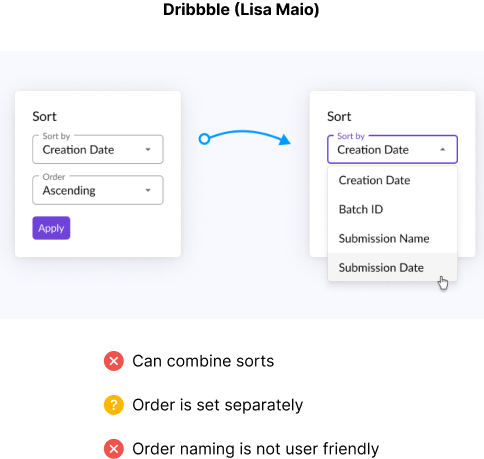 Dribbble (Lisa Maio)
Sort
Sort by
Creation Date
Order
Ascending
Apply
Sort
Sort by
Creation Date
Creation Date
Batch ID
Submission Name
Submission Date
Can combine sorts
? Order is set separately
Order naming is not user friendly